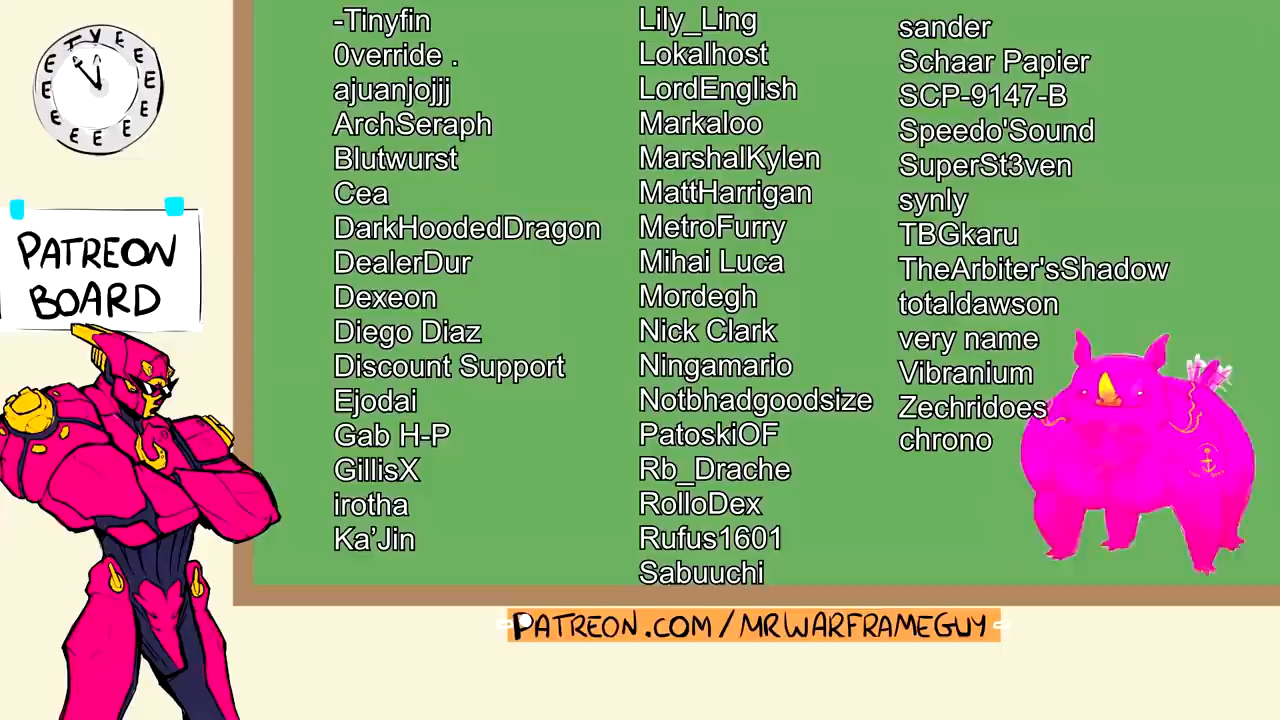 -Tinyfin
0verride .
ajuanjojjj
ArchSeraph
Blutwurst
Cea
DarkHoodedDragon
DealerDur
Dexeon
Diego Diaz
Discount Support
Ejodai
Gab H-P
GillisX
irotha
Ka’Jin
Lily_Ling
Lokalhost
LordEnglish
Markaloo
MarshalKylen
MattHarrigan
MetroFurry
Mihai Luca
Mordegh
Nick Clark
Ningamario
Notbhadgoodsize
PatoskiOF
Rb_Drache
RolloDex
Rufus1601
Sabuuchi
sander
Schaar Papier
SCP-9147-B
Speedo'Sound
SuperSt3ven
synly
TBGkaru
TheArbiter'sShadow
totaldawson
very name
Vibranium
Zechridoes
chrono
PATREON
BOARD
PATREON.COM/MRWARFRAMEGUY